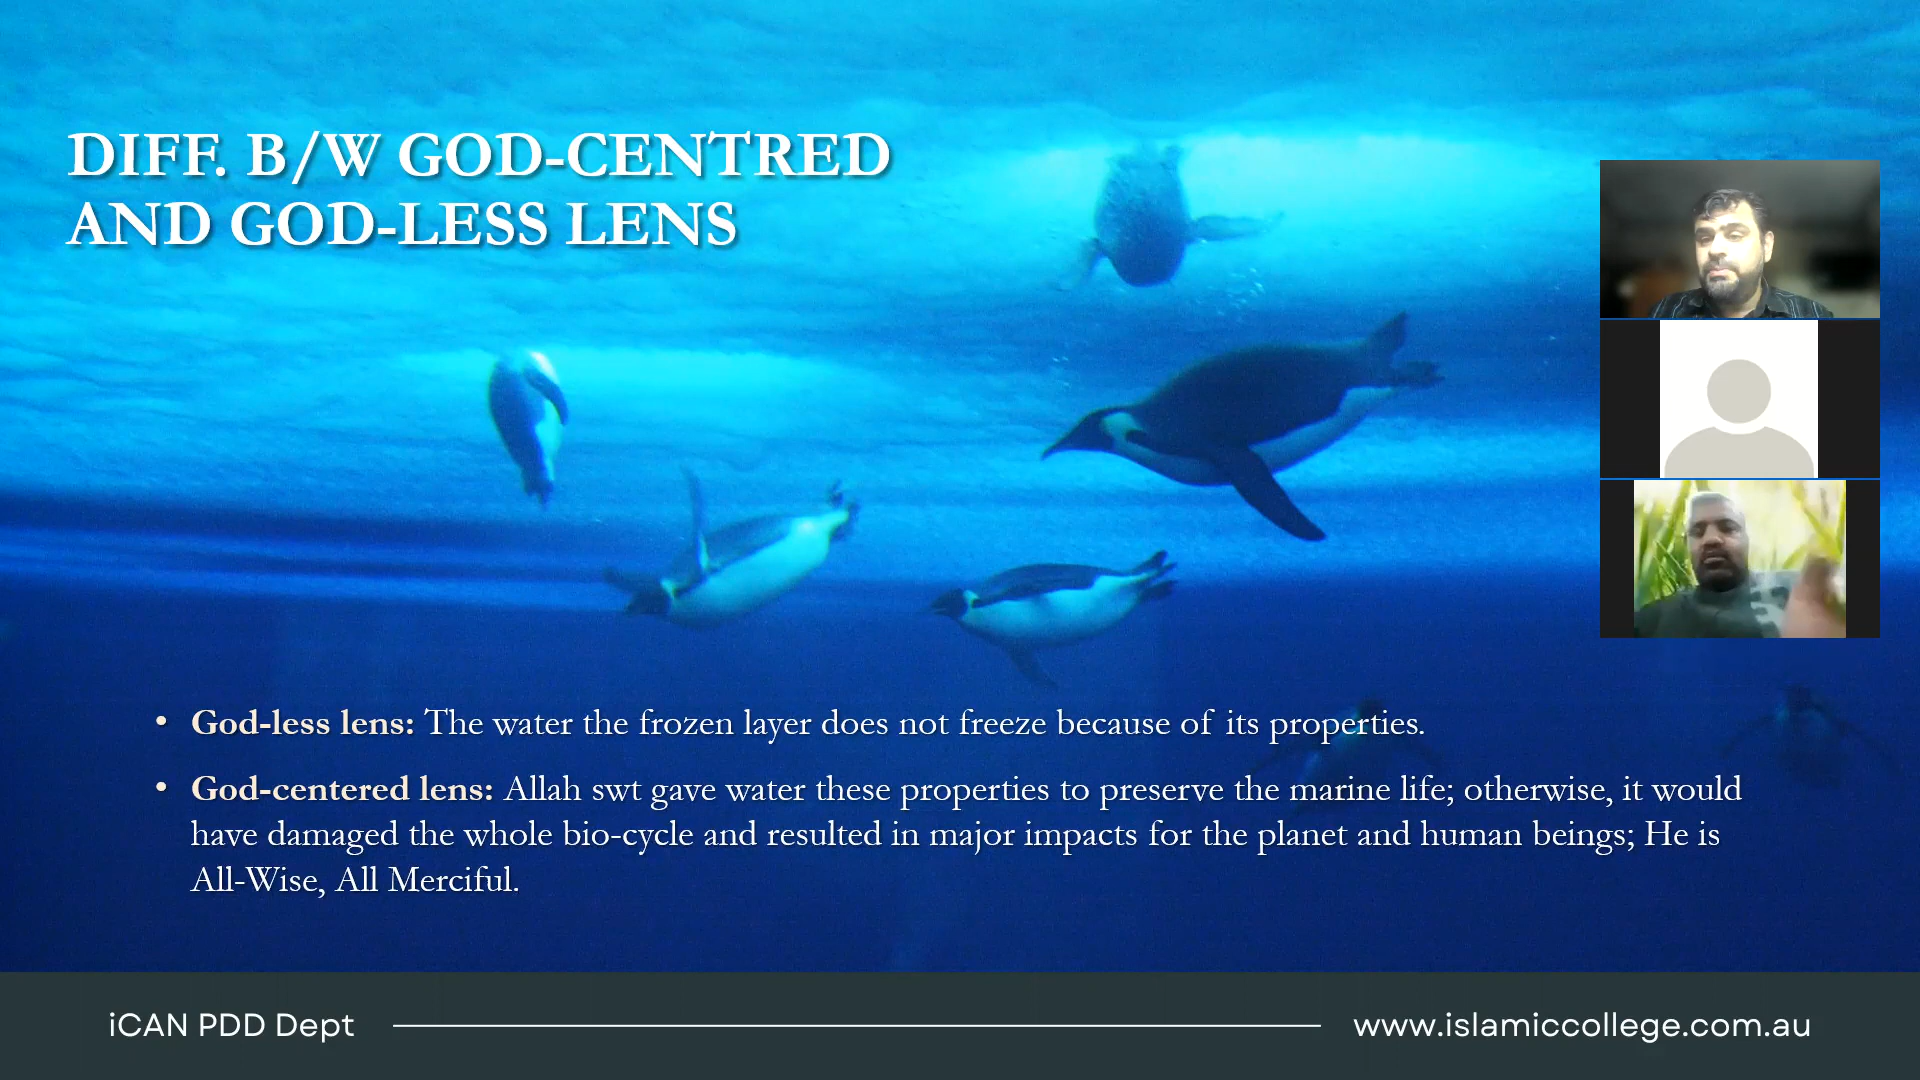 DIFF. B/W GOD-CENTRED
AND GOD-LESS LENS
• God-less lens: The water the frozen layer does not freeze because of its properties.
• God-centered lens: Allah swt gave water these properties to preserve the marine life; otherwise, it would
have damaged the whole bio-cycle and resulted in major impacts for the planet and human beings; He is
All-Wise, All Merciful.
iCAN PDD Dept
www.islamiccollege.com.au